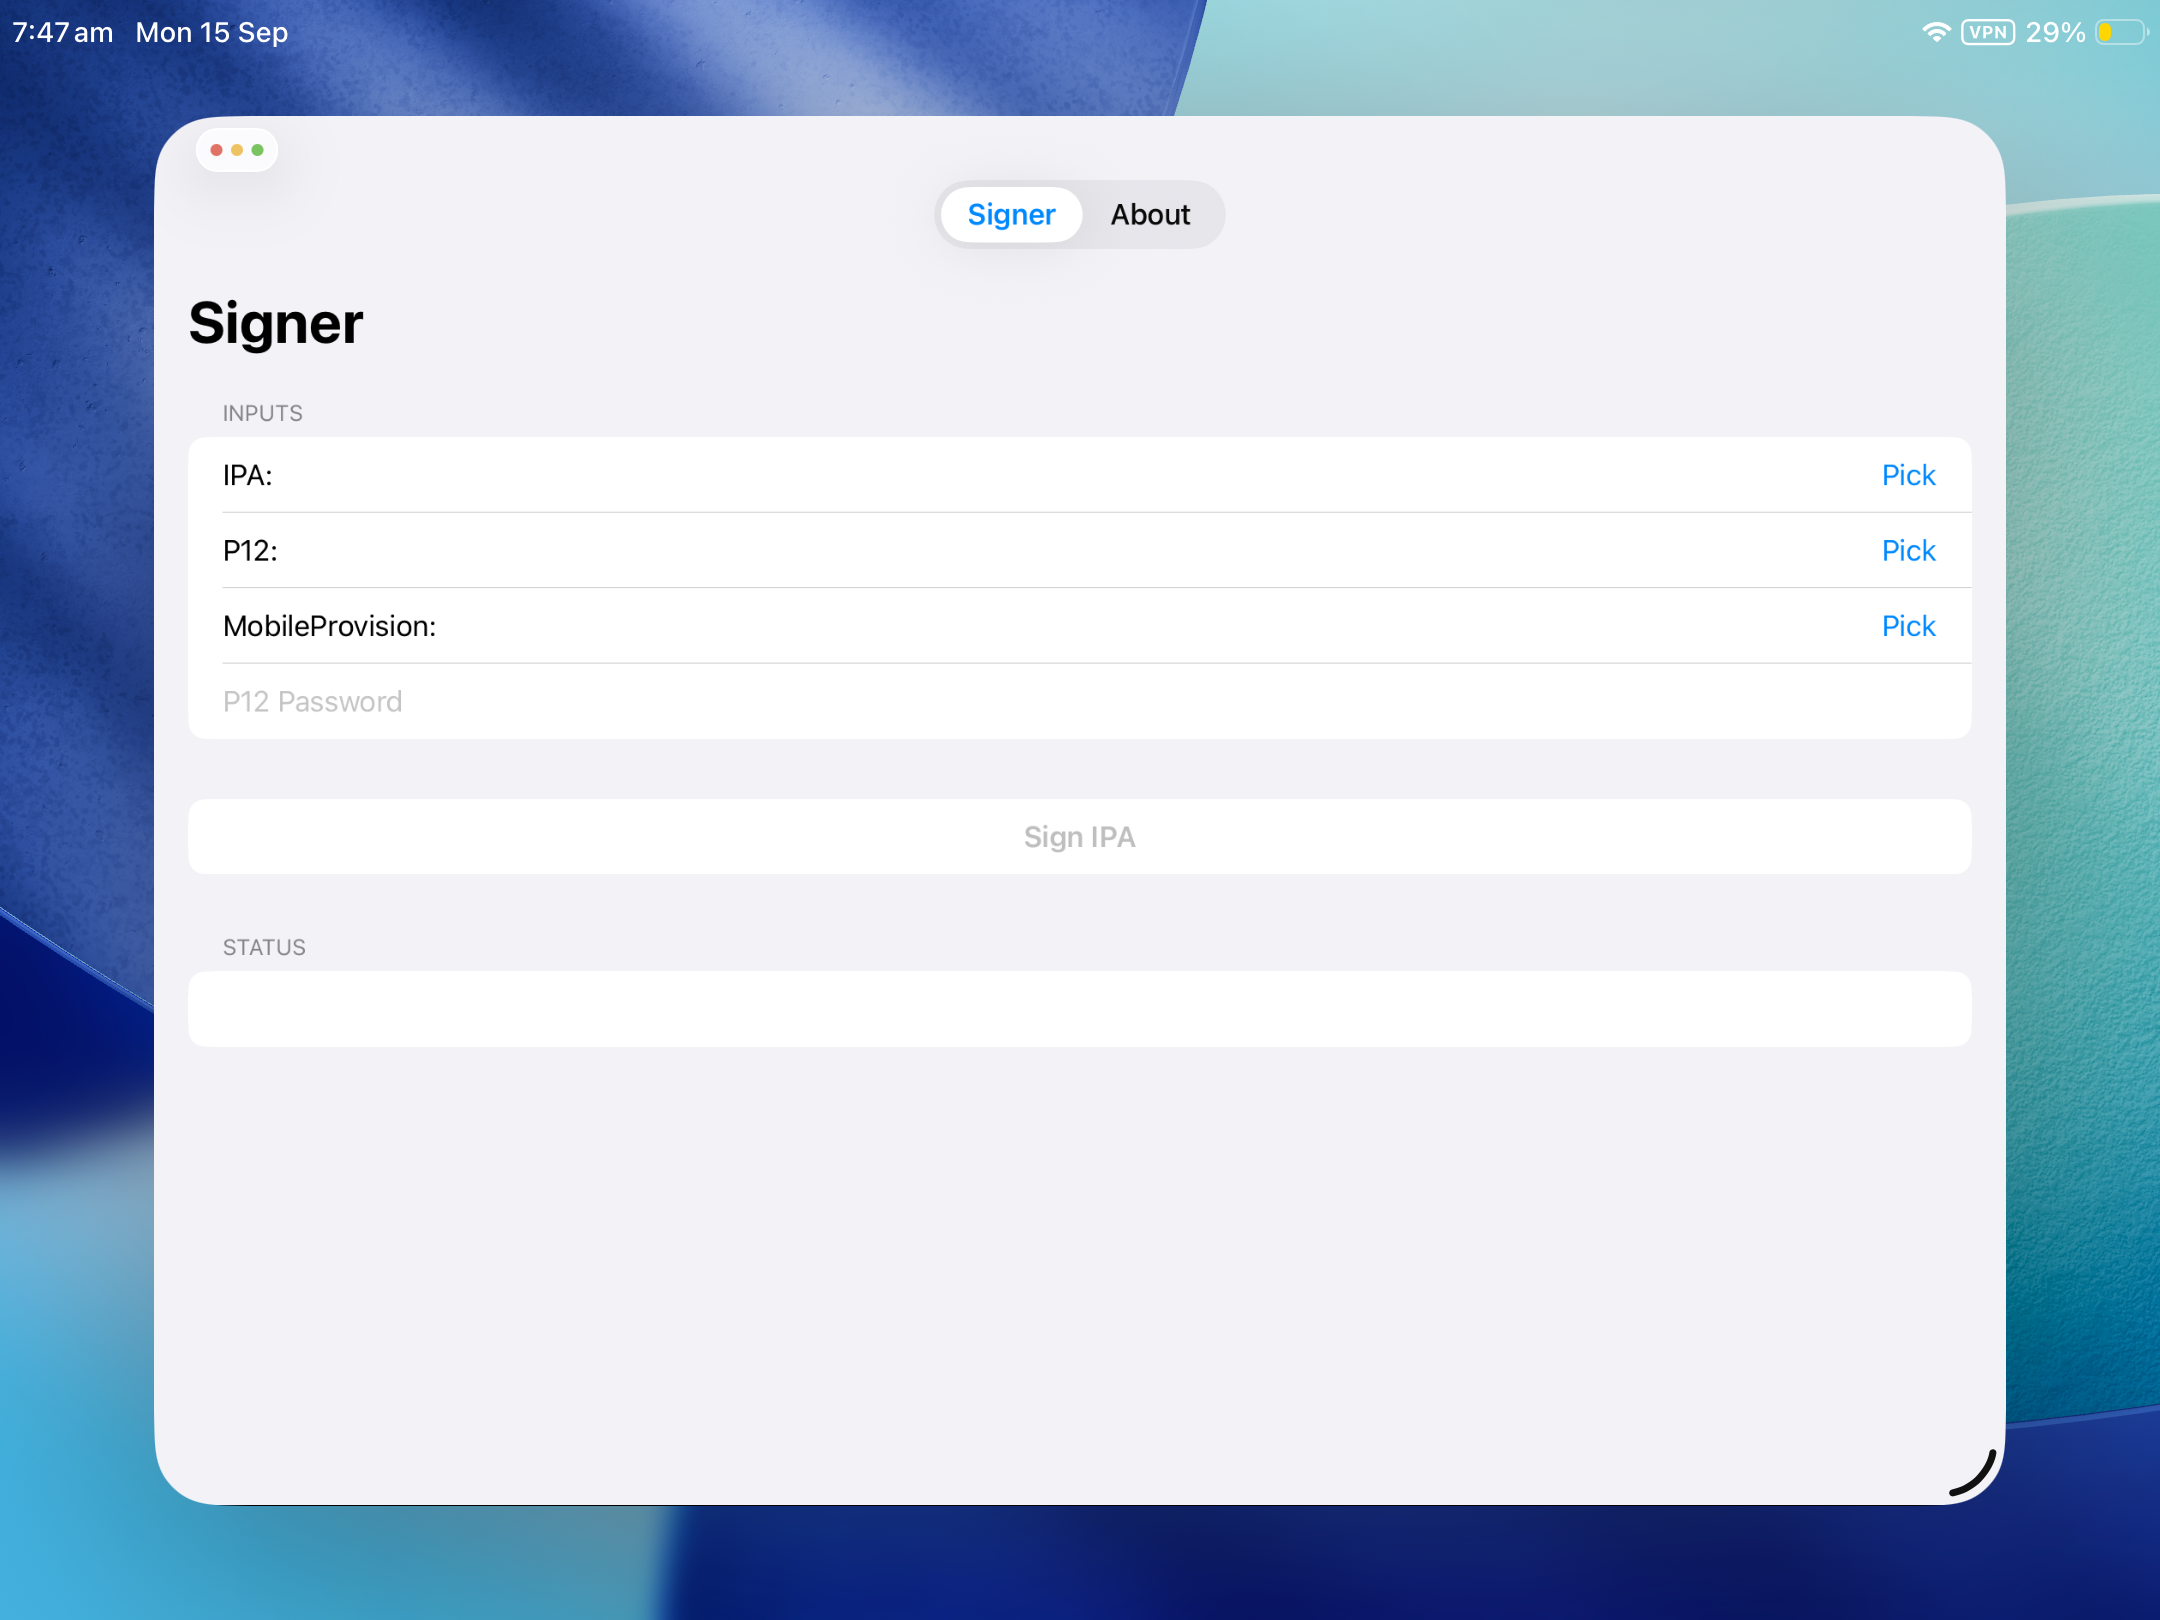 7:47 am Mon 15 Sep VPN 29%
Signer About
Signer
INPUTS
IPA: Pick
P12: Pick
MobileProvision: Pick
P12 Password
Sign IPA
STATUS